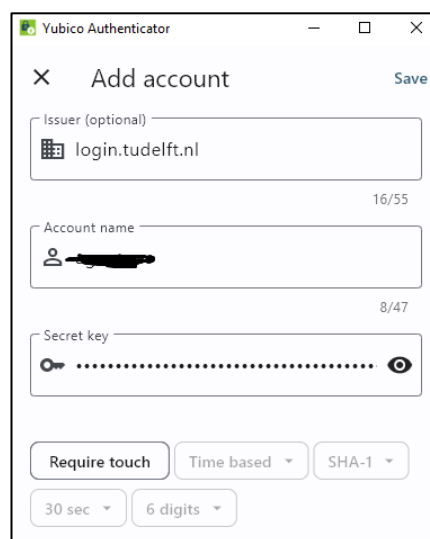 Yubico Authenticator
Add account Save
Issuer (optional)
login.tudelft.nl
16/55
Account name
8/47
Secret key
Require touch Time based SHA-1
30 sec 6 digits